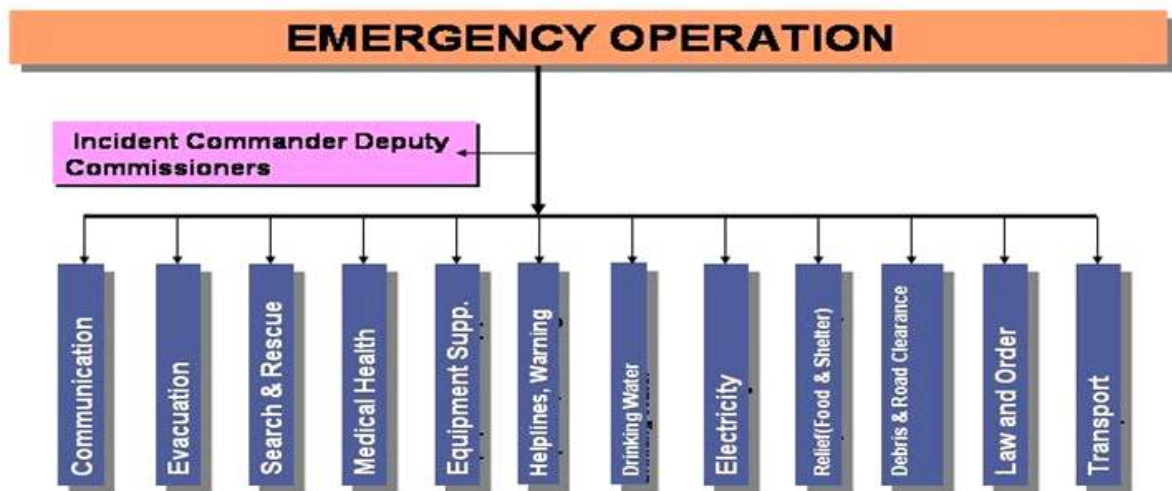 EMERGENCY OPERATION
Incident Commander Deputy
Commissioners
Communication
Evacuation
Search & Rescue
Medical Health
Equipment Supp.
Helplines, Warning
Drinking Water
Electricity
Relief(Food & Shelter)
Debris & Road Clearance
Law and Order
Transport